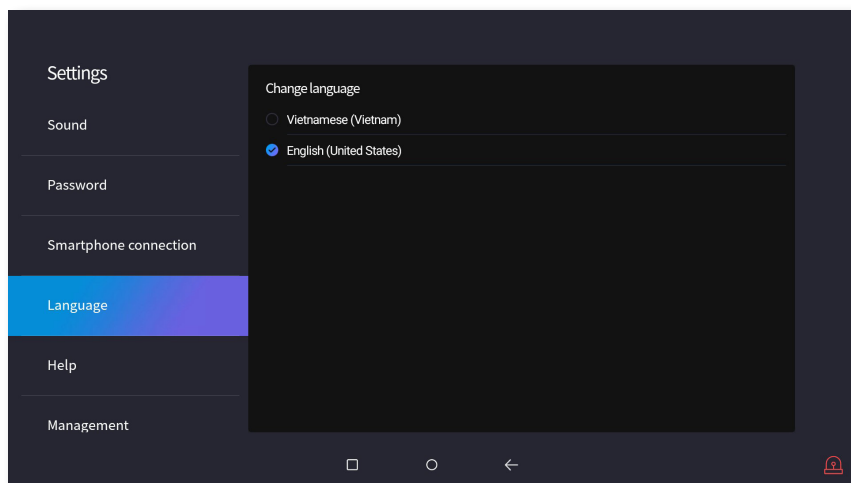 Settings
Sound
Password
Smartphone connection
Language
Help
Management
Change language
Vietnamese (Vietnam)
English (United States)